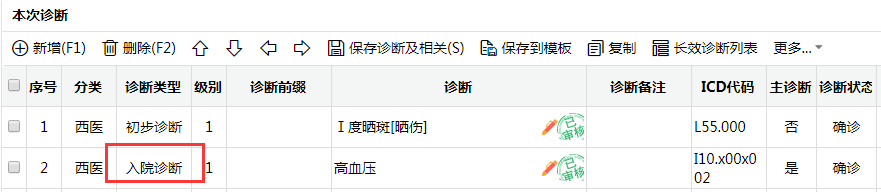 本次诊断
新增(F1) 删除(F2) 保存诊断及相关(S) 保存到模板 复制 长效诊断列表 更多...
序号 分类 诊断类型 级别 诊断前缀 诊断 诊断备注 ICD代码 主诊断 诊断状态
1 西医 初步诊断 1 Ⅰ度晒斑[晒伤] 已审核 L55.000 否 确诊
2 西医 入院诊断 1 高血压 已审核 I10.x00x002 是 确诊